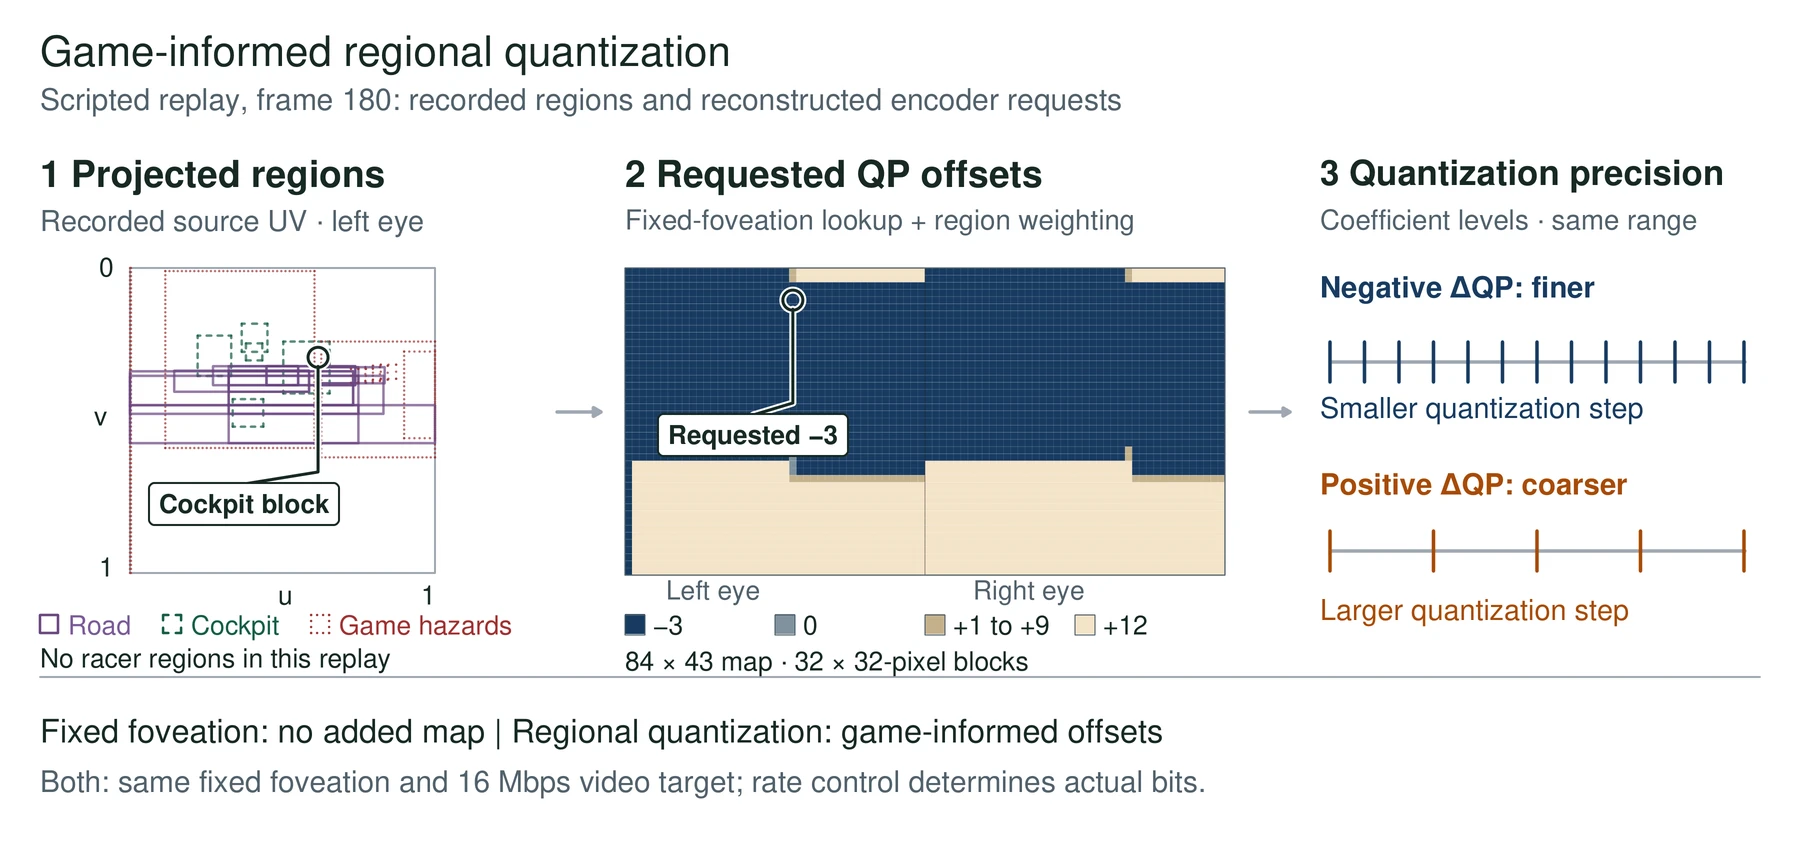 Game-informed regional quantization
Scripted replay, frame 180: recorded regions and reconstructed encoder requests
1 Projected regions
Recorded source UV · left eye
0
v
1
u
1
Cockpit block
Road
Cockpit
Game hazards
No racer regions in this replay
2 Requested QP offsets
Fixed-foveation lookup + region weighting
Requested −3
Left eye
Right eye
−3
0
+1 to +9
+12
84 × 43 map · 32 × 32-pixel blocks
3 Quantization precision
Coefficient levels · same range
Negative ΔQP: finer
Smaller quantization step
Positive ΔQP: coarser
Larger quantization step
Fixed foveation: no added map | Regional quantization: game-informed offsets
Both: same fixed foveation and 16 Mbps video target; rate control determines actual bits.